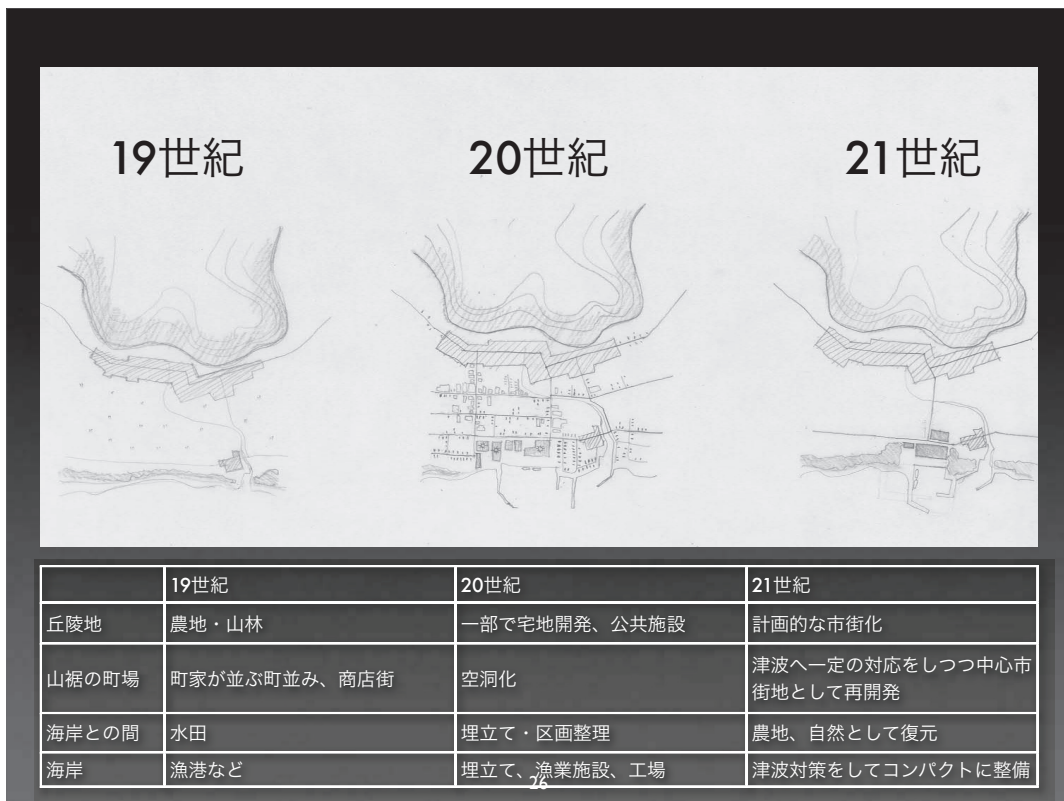 19世紀 20世紀 21世紀
19世紀 20世紀 21世紀
丘陵地 農地・山林 一部で宅地開発、公共施設 計画的な市街化
山裾の町場 町家が並ぶ町並み、商店街 空洞化 津波へ一定の対応をしつつ中心市
街地として再開発
海岸との間 水田 埋立て・区画整理 農地、自然として復元
海岸 漁港など 埋立て、漁業施設、工場 津波対策をしてコンパクトに整備
26